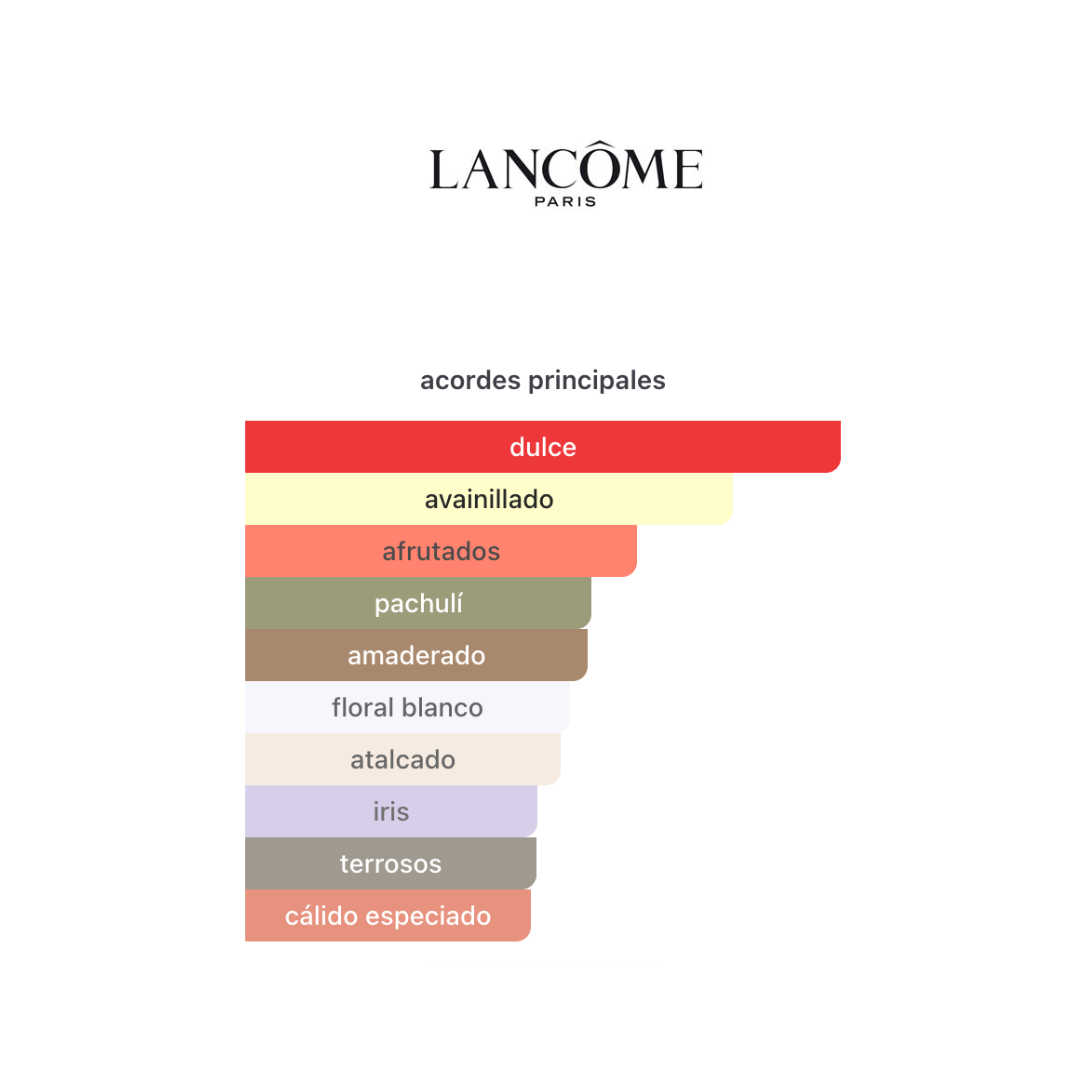 LANCÔME
PARIS
acordes principales
dulce
avainillado
afrutados
pachulí
amaderado
floral blanco
atalcado
iris
terrosos
cálido especiado